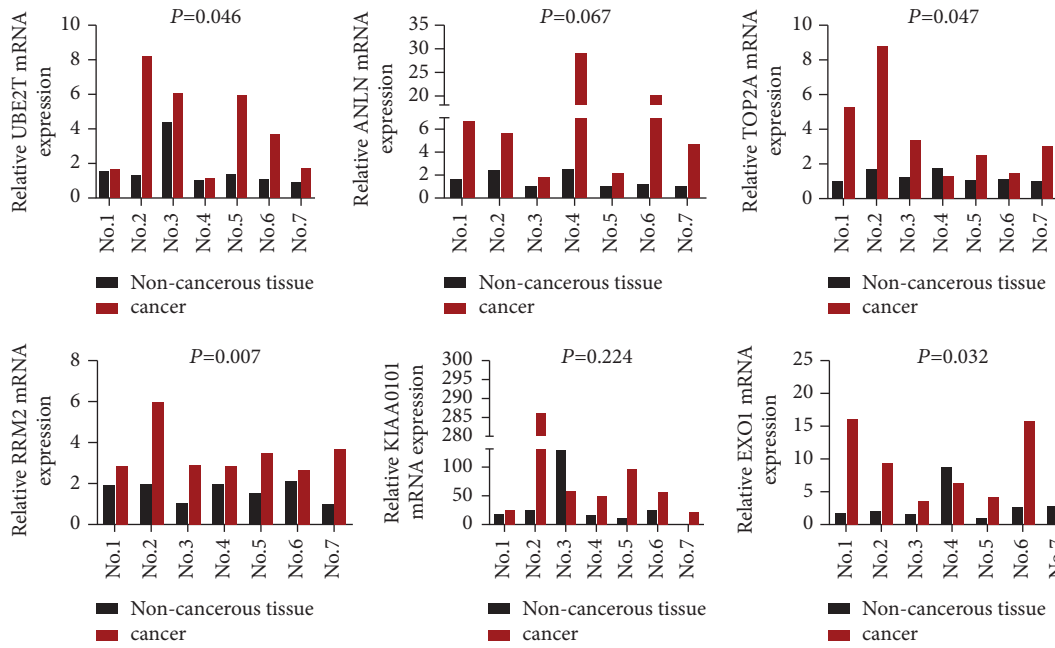 P=0.046
Relative UBE2T mRNA
expression
10
8
6
4
2
0
No.1
No.2
No.3
No.4
No.5
No.6
No.7
Non-cancerous tissue
cancer
P=0.067
Relative ANLN mRNA
expression
35
30
25
20
6
4
2
0
No.1
No.2
No.3
No.4
No.5
No.6
No.7
Non-cancerous tissue
cancer
P=0.047
Relative TOP2A mRNA
expression
10
8
6
4
2
0
No.1
No.2
No.3
No.4
No.5
No.6
No.7
Non-cancerous tissue
cancer
P=0.007
Relative RRM2 mRNA
expression
8
6
4
2
0
No.1
No.2
No.3
No.4
No.5
No.6
No.7
Non-cancerous tissue
cancer
P=0.224
Relative KIAA0101
mRNA expression
300
295
290
285
280
100
50
0
No.1
No.2
No.3
No.4
No.5
No.6
No.7
Non-cancerous tissue
cancer
P=0.032
Relative EXO1 mRNA
expression
25
20
15
10
5
0
No.1
No.2
No.3
No.4
No.5
No.6
No.7
Non-cancerous tissue
cancer